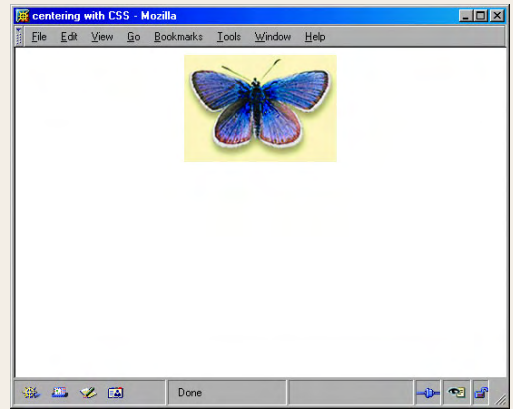 centering with CSS - Mozilla
File Edit View Go Bookmarks Tools Window Help
Done